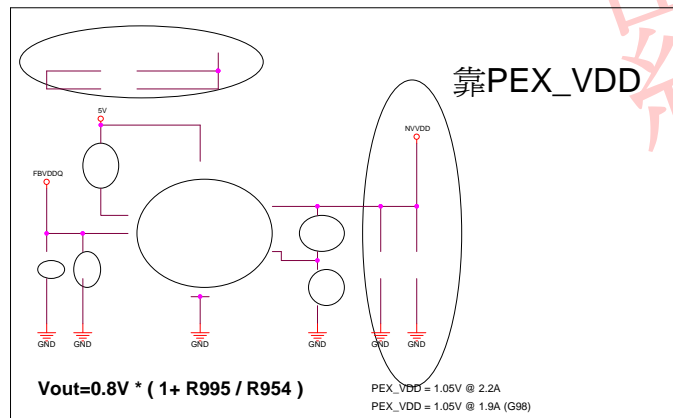 靠PEX_VDD
5V
NVVDD
FBVDDQ
GND
GND
GND
GND
GND
GND
Vout=0.8V * ( 1+ R995 / R954 )
PEX_VDD = 1.05V @ 2.2A
PEX_VDD = 1.05V @ 1.9A (G98)